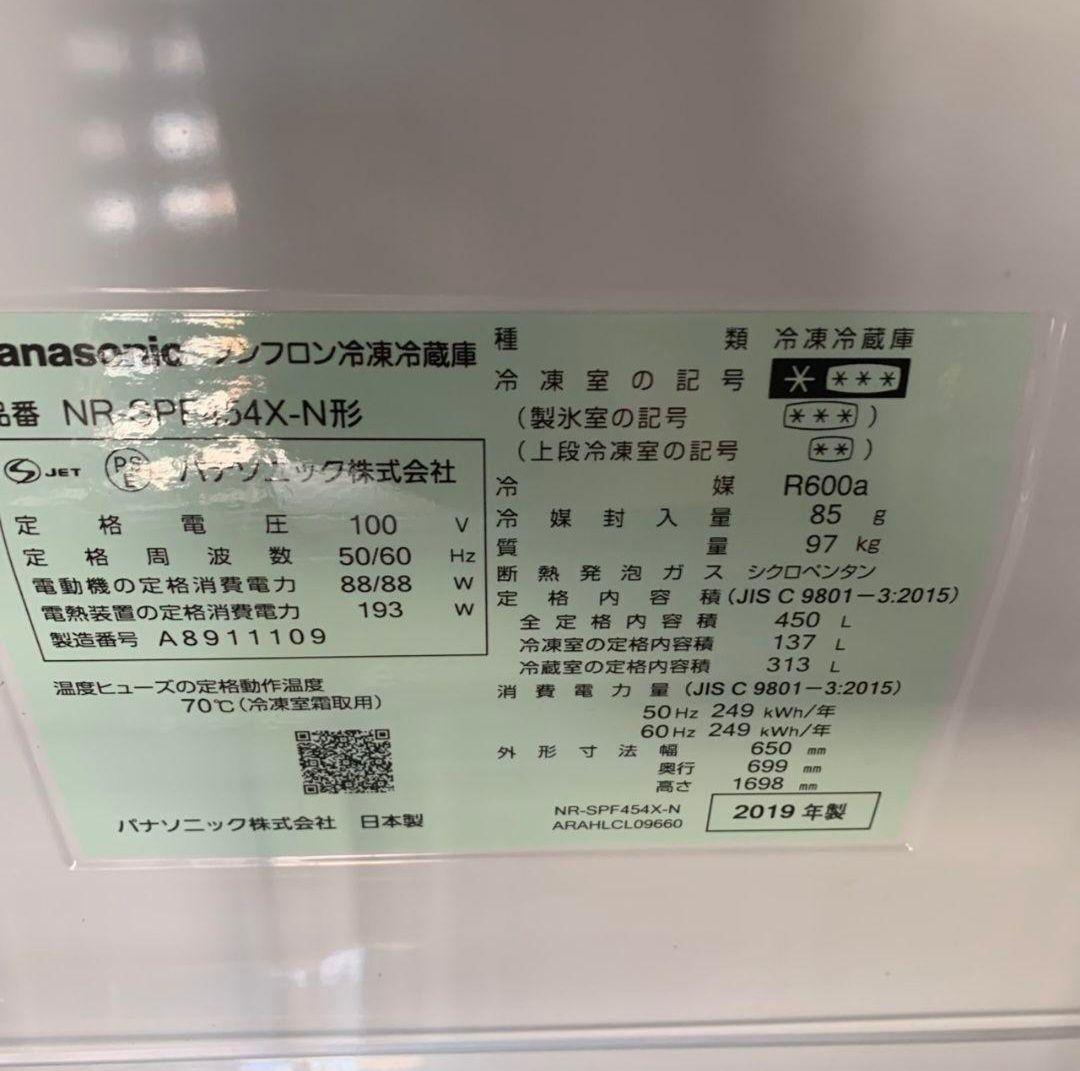 anasonic ノンフロン冷凍冷蔵庫
品番 NR-SPF454X-N形
JET PSE パナソニック株式会社
定格電圧 100 V
定格周波数 50/60 Hz
電動機の定格消費電力 88/88 W
電熱装置の定格消費電力 193 W
製造番号 A8911109
温度ヒューズの定格動作温度
70℃(冷凍室霜取用)
パナソニック株式会社 日本製
種類 冷凍冷蔵庫
冷凍室の記号 * ***
(製氷室の記号 ***)
(上段冷凍室の記号 **)
冷媒 R600a
冷媒封入量 85 g
質量 97 kg
断熱発泡ガス シクロペンタン
定格内容積(JIS C 9801-3:2015)
全定格内容積 450 L
冷凍室の定格内容積 137 L
冷蔵室の定格内容積 313 L
消費電力量(JIS C 9801-3:2015)
50Hz 249 kWh/年
60Hz 249 kWh/年
外形寸法 幅 650 mm
奥行 699 mm
高さ 1698 mm
NR-SPF454X-N
ARAHLCL09660
2019年製